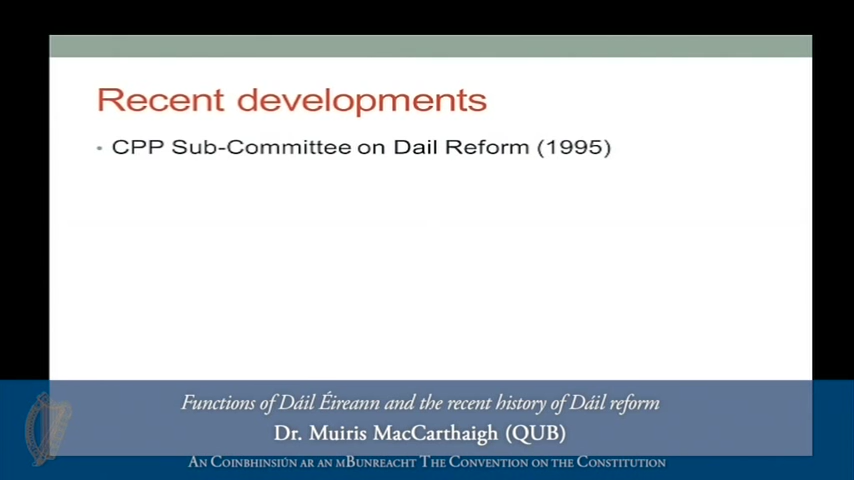 Recent developments
• CPP Sub-Committee on Dail Reform (1995)
Functions of Dáil Éireann and the recent history of Dáil reform
Dr. Muiris MacCarthaigh (QUB)
An Coinbhinsiún ar an mBunreacht The Convention on the Constitution